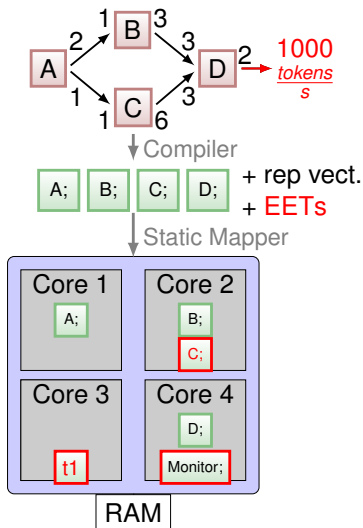 1 B 3
2 3
A D 2 1000
tokens
s
1 3
1 C 6
Compiler
A; B; C; D; + rep vect.
+ EETs
Static Mapper
Core 1 Core 2
A; B;
C;
Core 3 Core 4
D;
t1 Monitor;
RAM